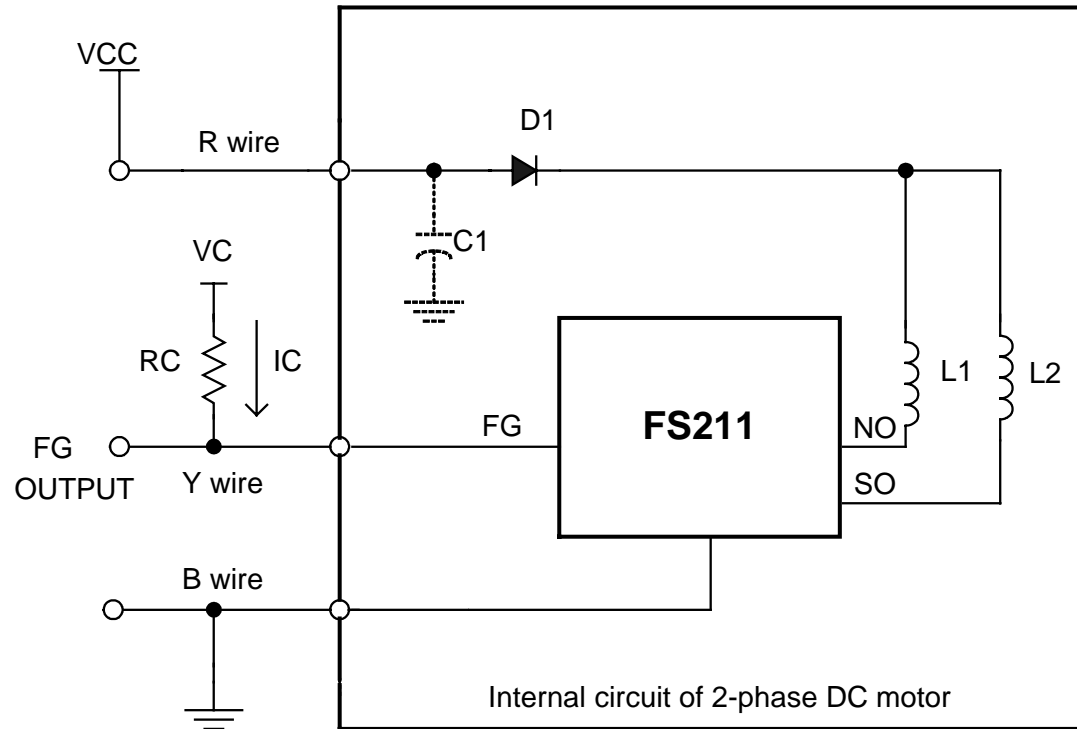 VCC
D1
R wire
C1
VC
RC
IC
L1
L2
FG
FS211
NO
FG
OUTPUT
Y wire
SO
B wire
Internal circuit of 2-phase DC motor